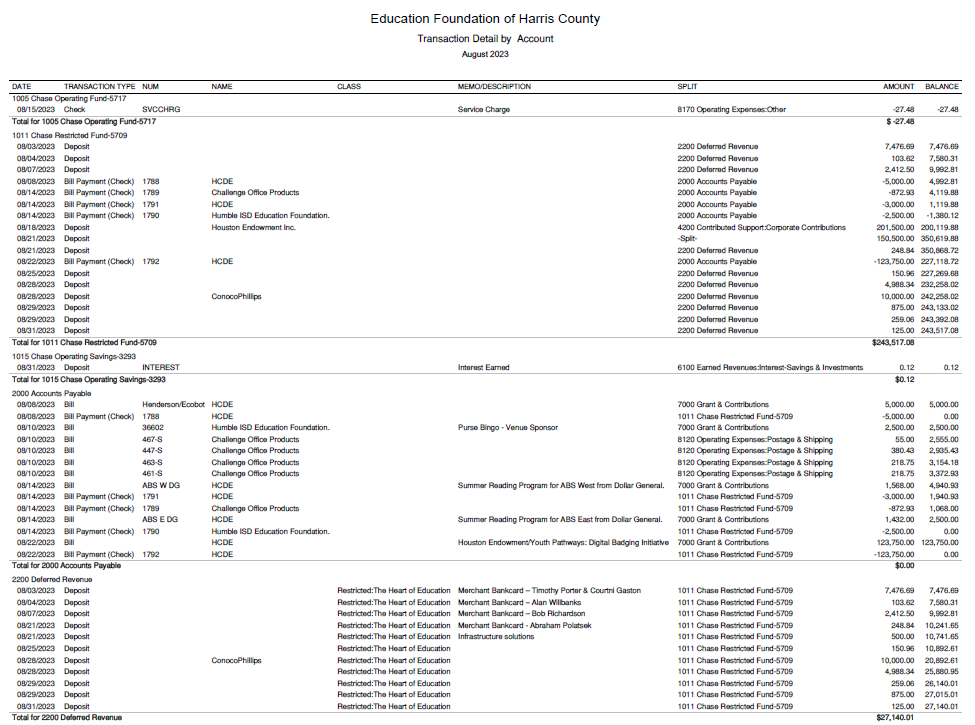 Education Foundation of Harris County
Transaction Detail by Account
August 2023
DATE TRANSACTION TYPE NUM NAME CLASS MEMO/DESCRIPTION SPLIT AMOUNT BALANCE
1005 Chase Operating Fund-5717
08/15/2023 Check SVCCHRG Service Charge 8170 Operating Expenses:Other -27.48 -27.48
Total for 1005 Chase Operating Fund-5717 $ -27.48
1011 Chase Restricted Fund-5709
08/03/2023 Deposit 2200 Deferred Revenue 7,476.69 7,476.69
08/04/2023 Deposit 2200 Deferred Revenue 103.62 7,580.31
08/07/2023 Deposit 2200 Deferred Revenue 2,412.50 9,992.81
08/08/2023 Bill Payment (Check) 1788 HCDE 2000 Accounts Payable -5,000.00 4,992.81
08/14/2023 Bill Payment (Check) 1789 Challenge Office Products 2000 Accounts Payable -872.93 4,119.88
08/14/2023 Bill Payment (Check) 1791 HCDE 2000 Accounts Payable -3,000.00 1,119.88
08/14/2023 Bill Payment (Check) 1790 Humble ISD Education Foundation. 2000 Accounts Payable -2,500.00 -1,380.12
08/18/2023 Deposit Houston Endowment Inc. 4200 Contributed Support:Corporate Contributions 201,500.00 200,119.88
08/21/2023 Deposit -Split- 150,500.00 350,619.88
08/21/2023 Deposit 2200 Deferred Revenue 248.84 350,868.72
08/22/2023 Bill Payment (Check) 1792 HCDE 2000 Accounts Payable -123,750.00 227,118.72
08/25/2023 Deposit 2200 Deferred Revenue 150.96 227,269.68
08/28/2023 Deposit 2200 Deferred Revenue 4,988.34 232,258.02
08/28/2023 Deposit ConocoPhillips 2200 Deferred Revenue 10,000.00 242,258.02
08/29/2023 Deposit 2200 Deferred Revenue 875.00 243,133.02
08/29/2023 Deposit 2200 Deferred Revenue 259.06 243,392.08
08/31/2023 Deposit 2200 Deferred Revenue 125.00 243,517.08
Total for 1011 Chase Restricted Fund-5709 $243,517.08
1015 Chase Operating Savings-3293
08/31/2023 Deposit INTEREST Interest Earned 6100 Earned Revenues:Interest-Savings & Investments 0.12 0.12
Total for 1015 Chase Operating Savings-3293 $0.12
2000 Accounts Payable
08/08/2023 Bill Henderson/Ecobot HCDE 7000 Grant & Contributions 5,000.00 5,000.00
08/08/2023 Bill Payment (Check) 1788 HCDE 1011 Chase Restricted Fund-5709 -5,000.00 0.00
08/10/2023 Bill 36602 Humble ISD Education Foundation. Purse Bingo - Venue Sponsor 7000 Grant & Contributions 2,500.00 2,500.00
08/10/2023 Bill 467-S Challenge Office Products 8120 Operating Expenses:Postage & Shipping 55.00 2,555.00
08/10/2023 Bill 447-S Challenge Office Products 8120 Operating Expenses:Postage & Shipping 380.43 2,935.43
08/10/2023 Bill 463-S Challenge Office Products 8120 Operating Expenses:Postage & Shipping 218.75 3,154.18
08/10/2023 Bill 461-S Challenge Office Products 8120 Operating Expenses:Postage & Shipping 218.75 3,372.93
08/14/2023 Bill ABS W DG HCDE Summer Reading Program for ABS West from Dollar General. 7000 Grant & Contributions 1,568.00 4,940.93
08/14/2023 Bill Payment (Check) 1791 HCDE 1011 Chase Restricted Fund-5709 -3,000.00 1,940.93
08/14/2023 Bill Payment (Check) 1789 Challenge Office Products 1011 Chase Restricted Fund-5709 -872.93 1,068.00
08/14/2023 Bill ABS E DG HCDE Summer Reading Program for ABS East from Dollar General. 7000 Grant & Contributions 1,432.00 2,500.00
08/14/2023 Bill Payment (Check) 1790 Humble ISD Education Foundation. 1011 Chase Restricted Fund-5709 -2,500.00 0.00
08/22/2023 Bill HCDE Houston Endowment/Youth Pathways: Digital Badging Initiative 7000 Grant & Contributions 123,750.00 123,750.00
08/22/2023 Bill Payment (Check) 1792 HCDE 1011 Chase Restricted Fund-5709 -123,750.00 0.00
Total for 2000 Accounts Payable $0.00
2200 Deferred Revenue
08/03/2023 Deposit Restricted:The Heart of Education Merchant Bankcard – Timothy Porter & Courtni Gaston 1011 Chase Restricted Fund-5709 7,476.69 7,476.69
08/04/2023 Deposit Restricted:The Heart of Education Merchant Bankcard – Alan Willbanks 1011 Chase Restricted Fund-5709 103.62 7,580.31
08/07/2023 Deposit Restricted:The Heart of Education Merchant Bankcard – Bob Richardson 1011 Chase Restricted Fund-5709 2,412.50 9,992.81
08/21/2023 Deposit Restricted:The Heart of Education Merchant Bankcard - Abraham Polatsek 1011 Chase Restricted Fund-5709 248.84 10,241.65
08/21/2023 Deposit Restricted:The Heart of Education Infrastructure solutions 1011 Chase Restricted Fund-5709 500.00 10,741.65
08/25/2023 Deposit Restricted:The Heart of Education 1011 Chase Restricted Fund-5709 150.96 10,892.61
08/28/2023 Deposit ConocoPhillips Restricted:The Heart of Education 1011 Chase Restricted Fund-5709 10,000.00 20,892.61
08/28/2023 Deposit Restricted:The Heart of Education 1011 Chase Restricted Fund-5709 4,988.34 25,880.95
08/29/2023 Deposit Restricted:The Heart of Education 1011 Chase Restricted Fund-5709 259.06 26,140.01
08/29/2023 Deposit Restricted:The Heart of Education 1011 Chase Restricted Fund-5709 875.00 27,015.01
08/31/2023 Deposit Restricted:The Heart of Education 1011 Chase Restricted Fund-5709 125.00 27,140.01
Total for 2200 Deferred Revenue $27,140.01